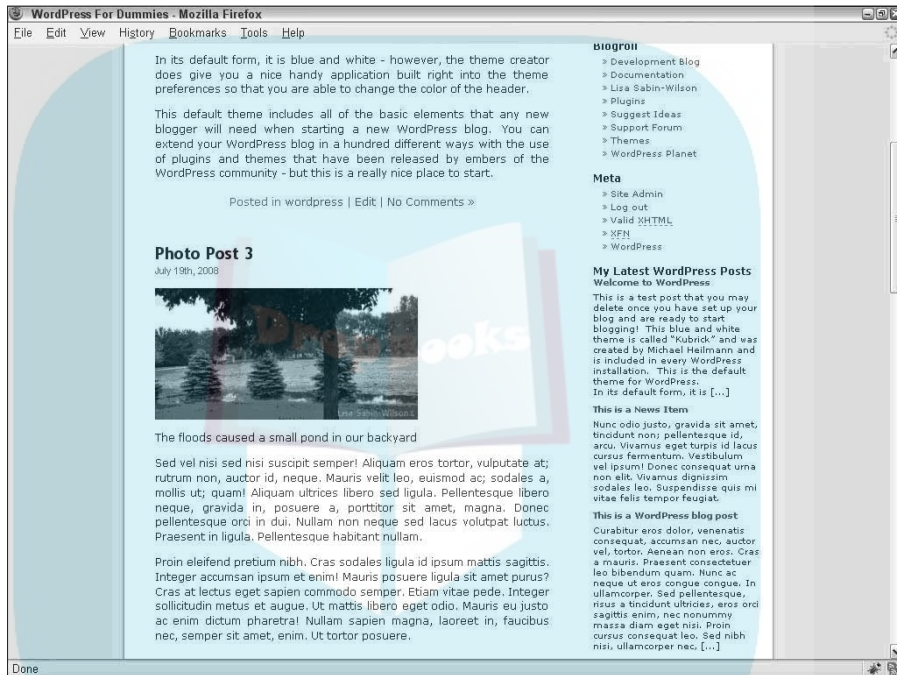 WordPress For Dummies - Mozilla Firefox
File Edit View History Bookmarks Tools Help
In its default form, it is blue and white - however, the theme creator
does give you a nice handy application built right into the theme
preferences so that you are able to change the color of the header.
This default theme includes all of the basic elements that any new
blogger will need when starting a new WordPress blog. You can
extend your WordPress blog in a hundred different ways with the use
of plugins and themes that have been released by embers of the
WordPress community - but this is a really nice place to start.
Posted in wordpress | Edit | No Comments »
Photo Post 3
July 19th, 2008
Lisa Sabin-Wilson
The floods caused a small pond in our backyard
Sed vel nisi sed nisi suscipit semper! Aliquam eros tortor, vulputate at;
rutrum non, auctor id, neque. Mauris velit leo, euismod ac; sodales a,
mollis ut; quam! Aliquam ultrices libero sed ligula. Pellentesque libero
neque, gravida in, posuere a, porttitor sit amet, magna. Donec
pellentesque orci in dui. Nullam non neque sed lacus volutpat luctus.
Praesent in ligula. Pellentesque habitant nullam.
Proin eleifend pretium nibh. Cras sodales ligula id ipsum mattis sagittis.
Integer accumsan ipsum et enim! Mauris posuere ligula sit amet purus?
Cras at lectus eget sapien commodo semper. Etiam vitae pede. Integer
sollicitudin metus et augue. Ut mattis libero eget odio. Mauris eu justo
ac enim dictum pharetra! Nullam sapien magna, laoreet in, faucibus
nec, semper sit amet, enim. Ut tortor posuere.
Blogroll
» Development Blog
» Documentation
» Lisa Sabin-Wilson
» Plugins
» Suggest Ideas
» Support Forum
» Themes
» WordPress Planet
Meta
» Site Admin
» Log out
» Valid XHTML
» XFN
» WordPress
My Latest WordPress Posts
Welcome to WordPress
This is a test post that you may
delete once you have set up your
blog and are ready to start
blogging! This blue and white
theme is called "Kubrick" and was
created by Michael Heilmann and
is included in every WordPress
installation. This is the default
theme for WordPress.
In its default form, it is [...]
This is a News Item
Nunc odio justo, gravida sit amet,
tincidunt non; pellentesque id,
arcu. Vivamus eget turpis id lacus
cursus fermentum. Vestibulum
vel ipsum! Donec consequat urna
non elit. Vivamus dignissim
sodales leo. Suspendisse quis mi
vitae felis tempor feugiat.
This is a WordPress blog post
Curabitur eros dolor, venenatis
consequat, accumsan nec, auctor
vel, tortor. Aenean non eros. Cras
a mauris. Praesent consectetuer
leo bibendum quam. Nunc ac
neque ut eros congue congue. In
ullamcorper. Sed pellentesque,
risus a tincidunt ultricies, eros orci
sagittis enim, nec nonummy
massa diam eget nisi. Proin
cursus consequat leo. Sed nibh
nisi, ullamcorper nec, [...]
Done